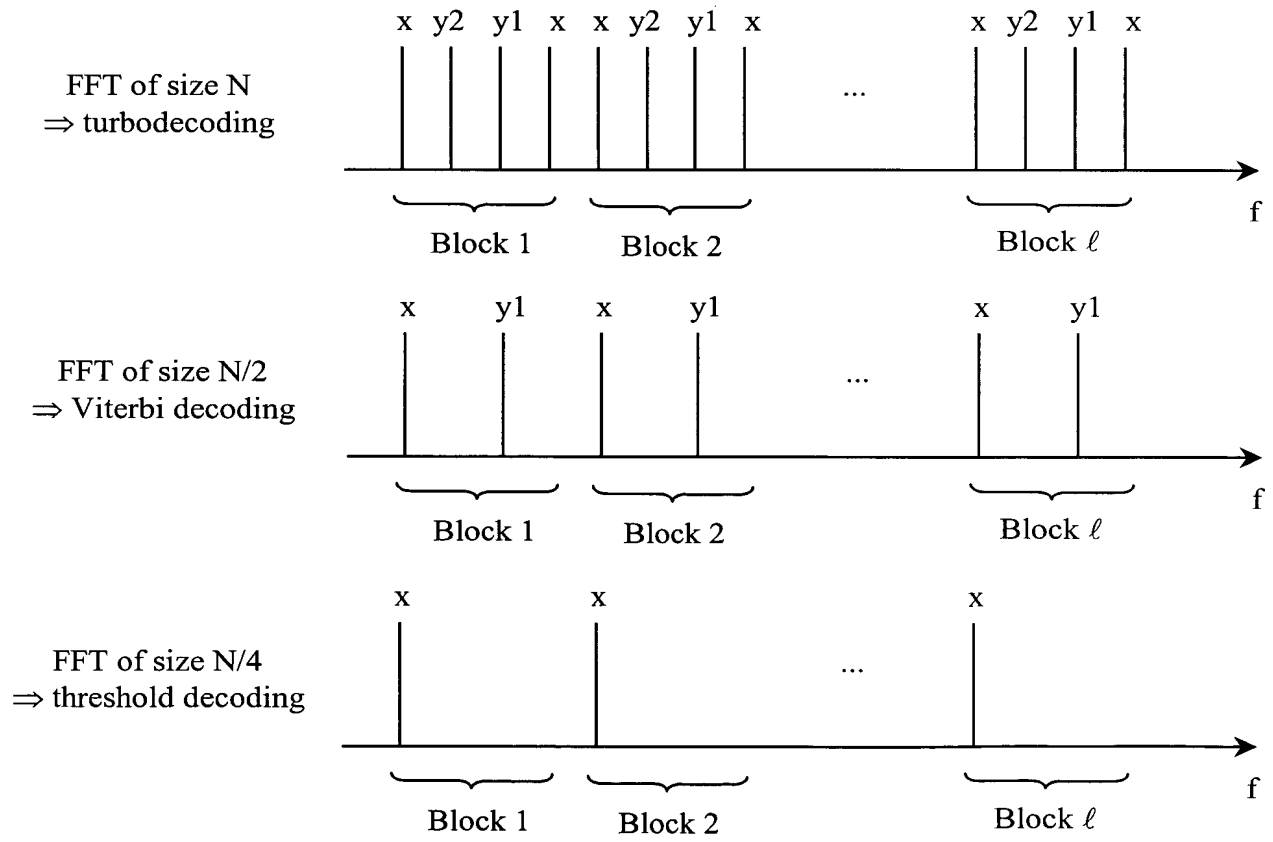 x y2 y1 x x y2 y1 x x y2 y1 x
FFT of size N
⇒ turbodecoding
...
f
Block 1 Block 2 Block ℓ
x y1 x y1 x y1
FFT of size N/2
⇒ Viterbi decoding
...
f
Block 1 Block 2 Block ℓ
x x x
FFT of size N/4
⇒ threshold decoding
...
f
Block 1 Block 2 Block ℓ